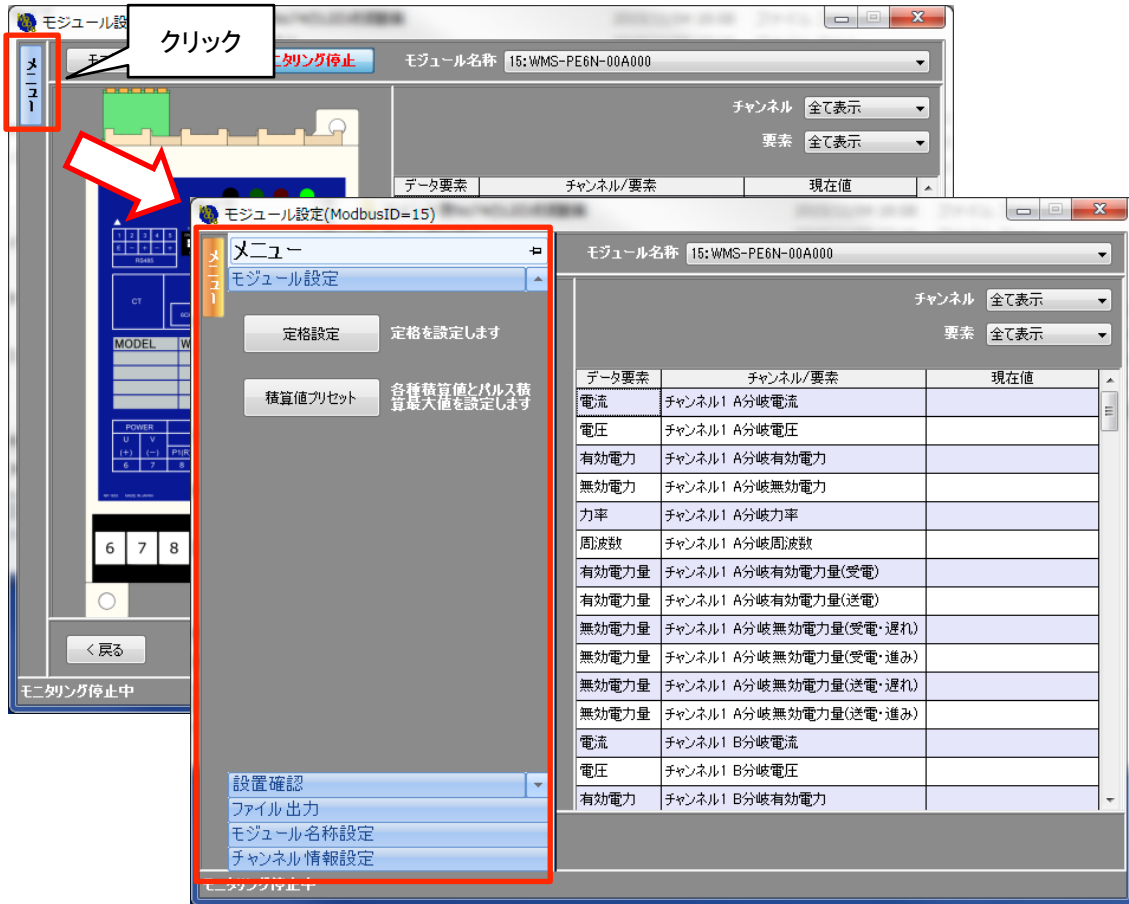 モジュール設
クリック
メニュー
タリング停止
モジュール名称 15:WMS-PE6N-00A000
チャンネル 全て表示
要素 全て表示
データ要素 チャンネル/要素 現在値
RS485
CT
MODEL
POWER
U V
(+) (-)
6 7 8
6 7 8
< 戻る
モニタリング停止中
モジュール設定(ModbusID=15)
メニュー
メニュー
モジュール設定
定格設定 定格を設定します
積算値プリセット 各種積算値とパルス積
算最大値を設定します
設置確認
ファイル出力
モジュール名称設定
チャンネル情報設定
モニタリング停止中
モジュール名称 15:WMS-PE6N-00A000
チャンネル 全て表示
要素 全て表示
データ要素 チャンネル/要素 現在値
電流 チャンネル1 A分岐電流
電圧 チャンネル1 A分岐電圧
有効電力 チャンネル1 A分岐有効電力
無効電力 チャンネル1 A分岐無効電力
力率 チャンネル1 A分岐力率
周波数 チャンネル1 A分岐周波数
有効電力量 チャンネル1 A分岐有効電力量(受電)
有効電力量 チャンネル1 A分岐有効電力量(送電)
無効電力量 チャンネル1 A分岐無効電力量(受電・遅れ)
無効電力量 チャンネル1 A分岐無効電力量(受電・進み)
無効電力量 チャンネル1 A分岐無効電力量(送電・遅れ)
無効電力量 チャンネル1 A分岐無効電力量(送電・進み)
電流 チャンネル1 B分岐電流
電圧 チャンネル1 B分岐電圧
有効電力 チャンネル1 B分岐有効電力